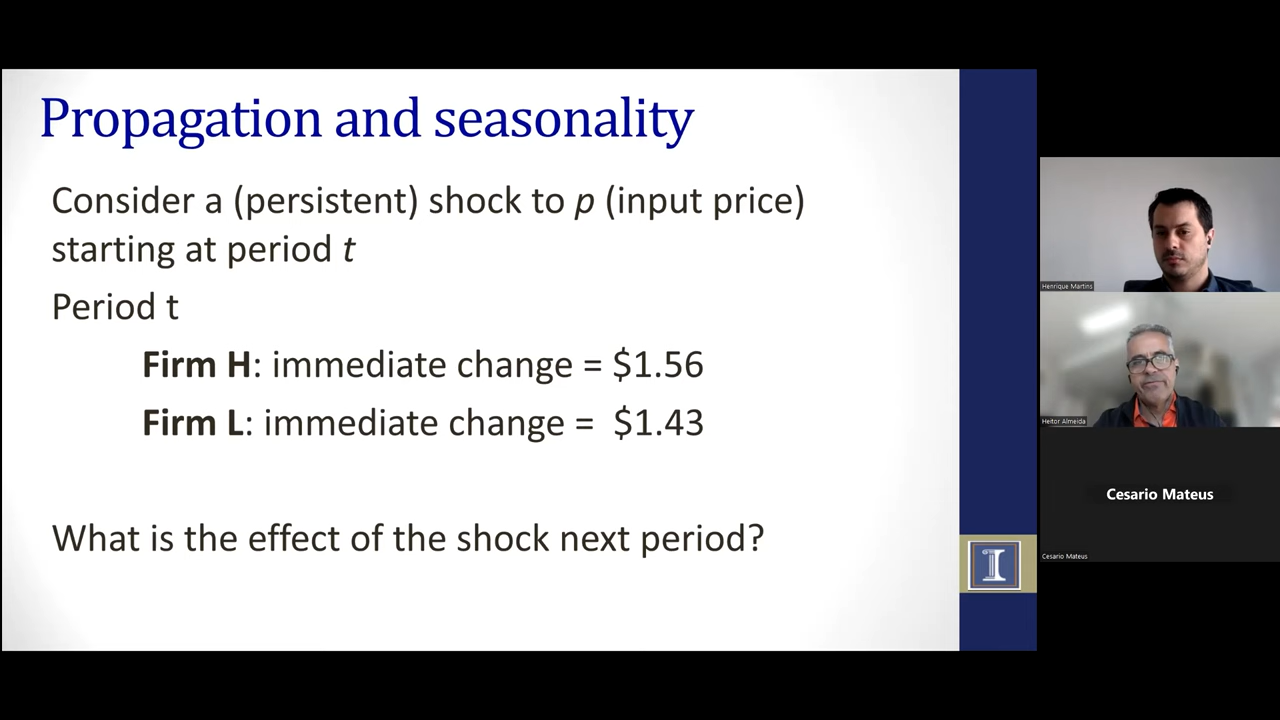 Propagation and seasonality
Consider a (persistent) shock to p (input price)
starting at period t
Period t
Firm H: immediate change = $1.56
Firm L: immediate change = $1.43
What is the effect of the shock next period?
I
Henrique Martins
Heitor Almeida
Cesario Mateus
Cesario Mateus